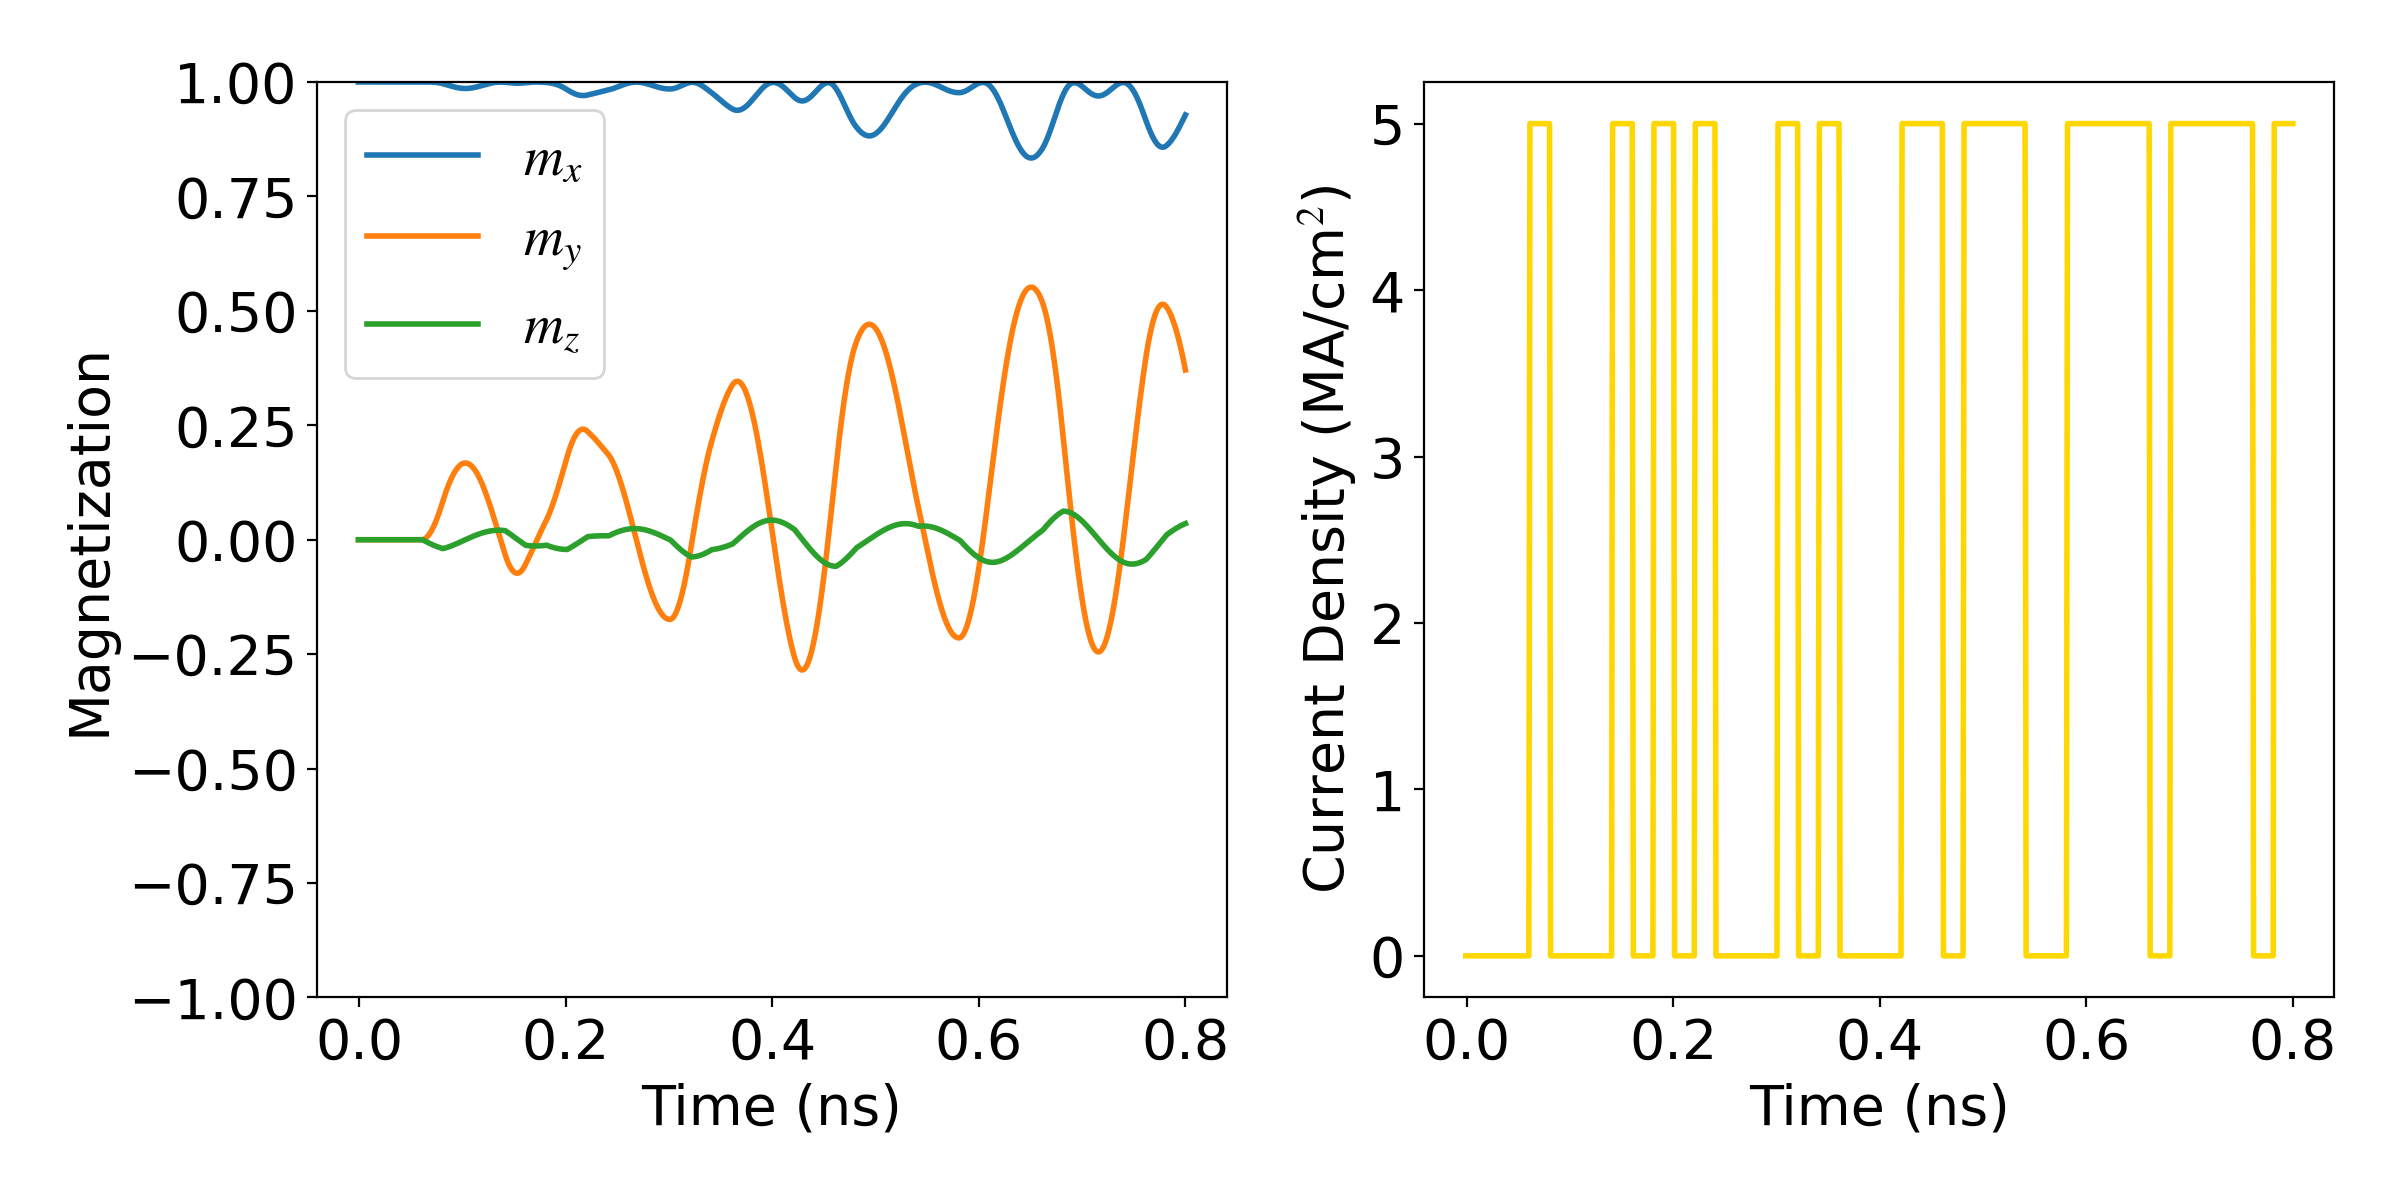 1.00
0.75
0.50
0.25
0.00
−0.25
−0.50
−0.75
−1.00
Magnetization
m_x
m_y
m_z
0.0 0.2 0.4 0.6 0.8
Time (ns)
5
4
3
2
1
0
Current Density (MA/cm²)
0.0 0.2 0.4 0.6 0.8
Time (ns)